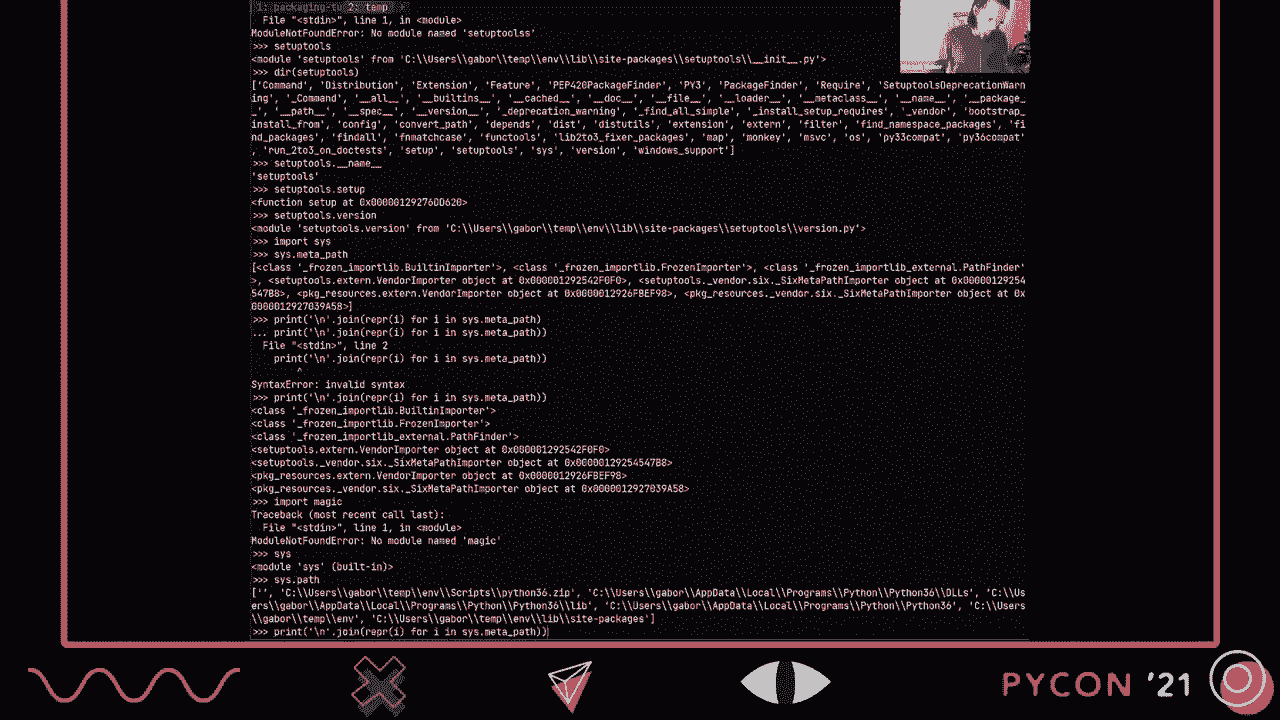 1: packaging-tu 2: temp
File "<stdin>", line 1, in <module>
ModuleNotFoundError: No module named 'setuptoolss'
>>> setuptools
<module 'setuptools' from 'C:\\Users\\gabor\\temp\\env\\lib\\site-packages\\setuptools\\__init__.py'>
>>> dir(setuptools)
['Command', 'Distribution', 'Extension', 'Feature', 'PEP420PackageFinder', 'PY3', 'PackageFinder', 'Require', 'SetuptoolsDeprecationWarn
ing', '_Command', '__all__', '__builtins__', '__cached__', '__doc__', '__file__', '__loader__', '__metaclass__', '__name__', '__package_
_', '__path__', '__spec__', '__version__', '_deprecation_warning', '_find_all_simple', '_install_setup_requires', '_vendor', 'bootstrap_
install_from', 'config', 'convert_path', 'depends', 'dist', 'distutils', 'extension', 'extern', 'filter', 'find_namespace_packages', 'fi
nd_packages', 'findall', 'fnmatchcase', 'functools', 'lib2to3_fixer_packages', 'map', 'monkey', 'msvc', 'os', 'py33compat', 'py36compat'
, 'run_2to3_on_doctests', 'setup', 'setuptools', 'sys', 'version', 'windows_support']
>>> setuptools.__name__
'setuptools'
>>> setuptools.setup
<function setup at 0x00000129276DD620>
>>> setuptools.version
<module 'setuptools.version' from 'C:\\Users\\gabor\\temp\\env\\lib\\site-packages\\setuptools\\version.py'>
>>> import sys
>>> sys.meta_path
[<class '_frozen_importlib.BuiltinImporter'>, <class '_frozen_importlib.FrozenImporter'>, <class '_frozen_importlib_external.PathFinder'
>, <setuptools.extern.VendorImporter object at 0x000001292542F0F0>, <setuptools._vendor.six._SixMetaPathImporter object at 0x00000129254
547B8>, <pkg_resources.extern.VendorImporter object at 0x0000012926FBEF98>, <pkg_resources._vendor.six._SixMetaPathImporter object at 0x
0000012927039A58>]
>>> print('\n'.join(repr(i) for i in sys.meta_path)
... print('\n'.join(repr(i) for i in sys.meta_path))
File "<stdin>", line 2
print('\n'.join(repr(i) for i in sys.meta_path))
^
SyntaxError: invalid syntax
>>> print('\n'.join(repr(i) for i in sys.meta_path))
<class '_frozen_importlib.BuiltinImporter'>
<class '_frozen_importlib.FrozenImporter'>
<class '_frozen_importlib_external.PathFinder'>
<setuptools.extern.VendorImporter object at 0x000001292542F0F0>
<setuptools._vendor.six._SixMetaPathImporter object at 0x00000129254547B8>
<pkg_resources.extern.VendorImporter object at 0x0000012926FBEF98>
<pkg_resources._vendor.six._SixMetaPathImporter object at 0x0000012927039A58>
>>> import magic
Traceback (most recent call last):
File "<stdin>", line 1, in <module>
ModuleNotFoundError: No module named 'magic'
>>> sys
<module 'sys' (built-in)>
>>> sys.path
['', 'C:\\Users\\gabor\\temp\\env\\Scripts\\python36.zip', 'C:\\Users\\gabor\\AppData\\Local\\Programs\\Python\\Python36\\DLLs', 'C:\\Us
ers\\gabor\\AppData\\Local\\Programs\\Python\\Python36\\lib', 'C:\\Users\\gabor\\AppData\\Local\\Programs\\Python\\Python36', 'C:\\Users
\\gabor\\temp\\env', 'C:\\Users\\gabor\\temp\\env\\lib\\site-packages']
>>> print('\n'.join(repr(i) for i in sys.meta_path))
PYCON '21